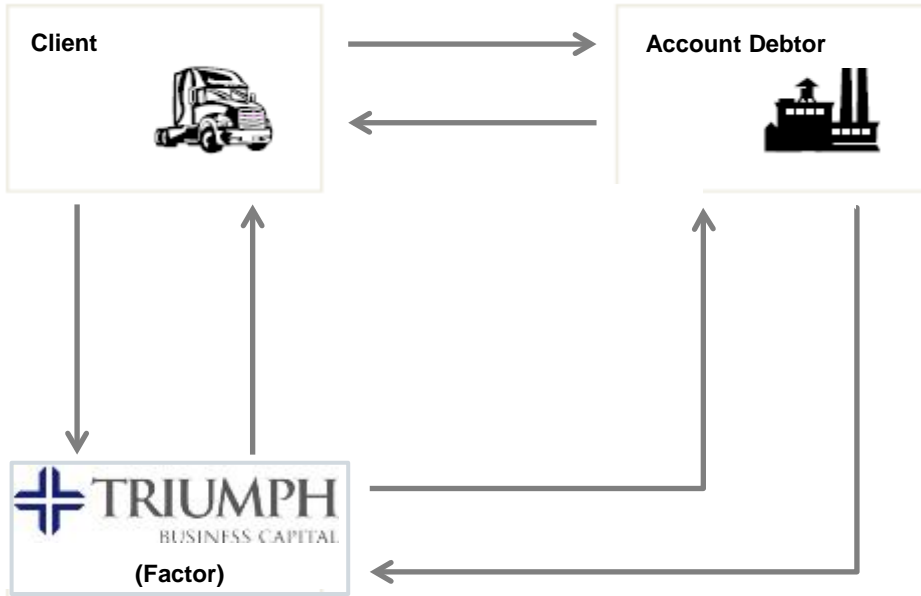 Client
Account Debtor
TRIUMPH
BUSINESS CAPITAL
(Factor)